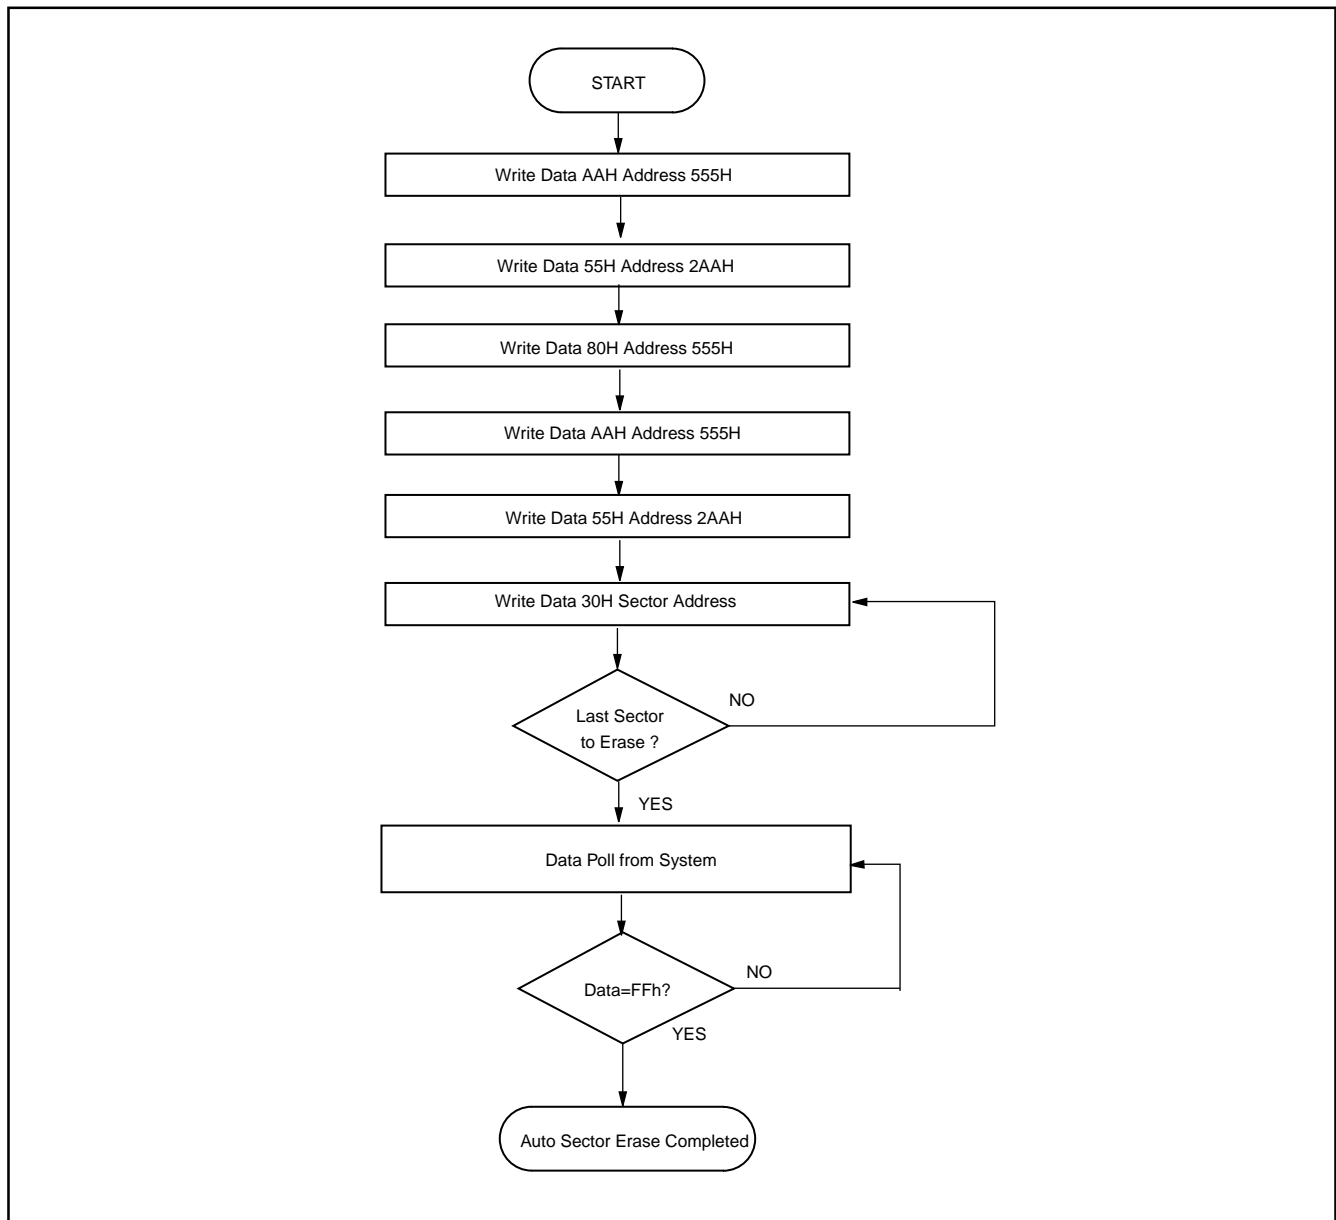 START
Write Data AAH Address 555H
Write Data 55H Address 2AAH
Write Data 80H Address 555H
Write Data AAH Address 555H
Write Data 55H Address 2AAH
Write Data 30H Sector Address
NO
Last Sector
to Erase ?
YES
Data Poll from System
NO
Data=FFh?
YES
Auto Sector Erase Completed